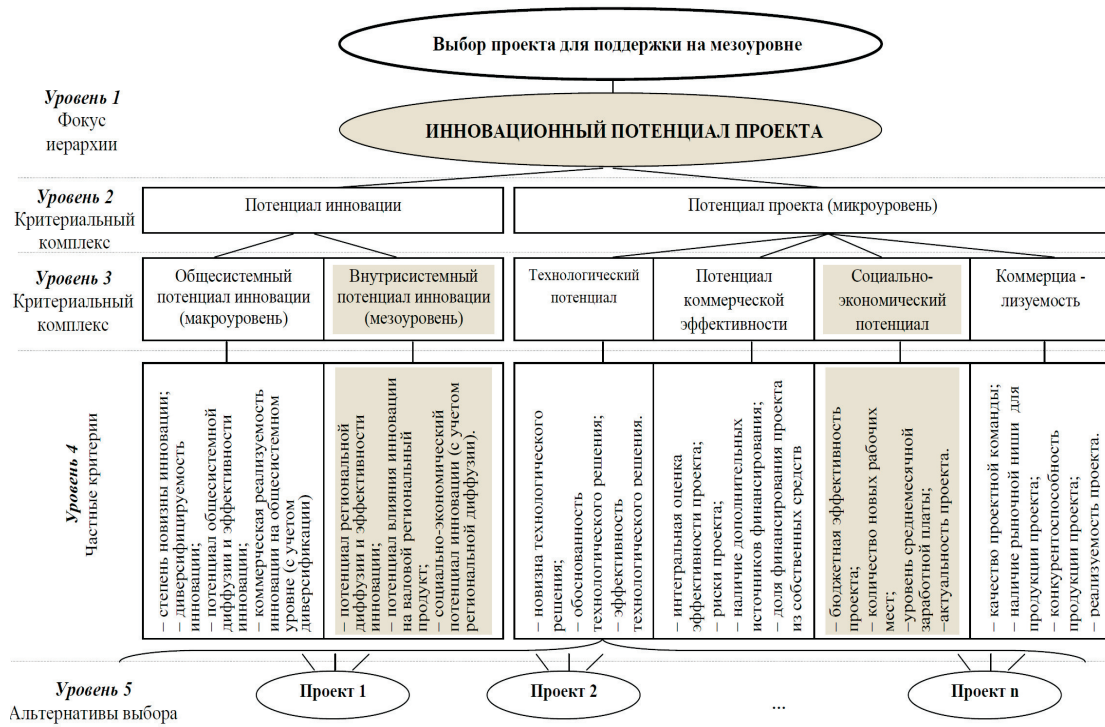 Выбор проекта для поддержки на мезоуровне
Уровень 1
Фокус
иерархии
ИННОВАЦИОННЫЙ ПОТЕНЦИАЛ ПРОЕКТА
Уровень 2
Критериальный
комплекс
Потенциал инновации
Потенциал проекта (микроуровень)
Уровень 3
Критериальный
комплекс
Общесистемный
потенциал инновации
(макроуровень)
Внутрисистемный
потенциал инновации
(мезоуровень)
Технологический
потенциал
Потенциал
коммерческой
эффективности
Социально-
экономический
потенциал
Коммерциа -
лизуемость
Уровень 4
Частные критерии
– степень новизны инновации;
– диверсифицируемость
инновации;
– потенциал общесистемной
диффузии и эффективности
инновации;
– коммерческая реализуемость
инновации на общесистемном
уровне (с учетом
диверсификации)
– потенциал региональной
диффузии и эффективности
инновации;
– потенциал влияния инновации
на валовой региональный
продукт;
– социально-экономический
потенциал инновации (с учетом
региональной диффузии).
– новизна технологического
решения;
– обоснованность
технологического решения;
– эффективность
технологического решения.
– интегральная оценка
эффективности проекта;
– риски проекта;
– наличие дополнительных
источников финансирования;
– доля финансирования проекта
из собственных средств
– бюджетная эффективность
проекта;
– количество новых рабочих
мест;
–уровень среднемесячной
заработной платы;
–актуальность проекта.
– качество проектной команды;
– наличие рыночной ниши для
продукции проекта;
– конкурентоспособность
продукции проекта;
– реализуемость проекта.
Уровень 5
Альтернативы выбора
Проект 1
Проект 2
...
Проект n